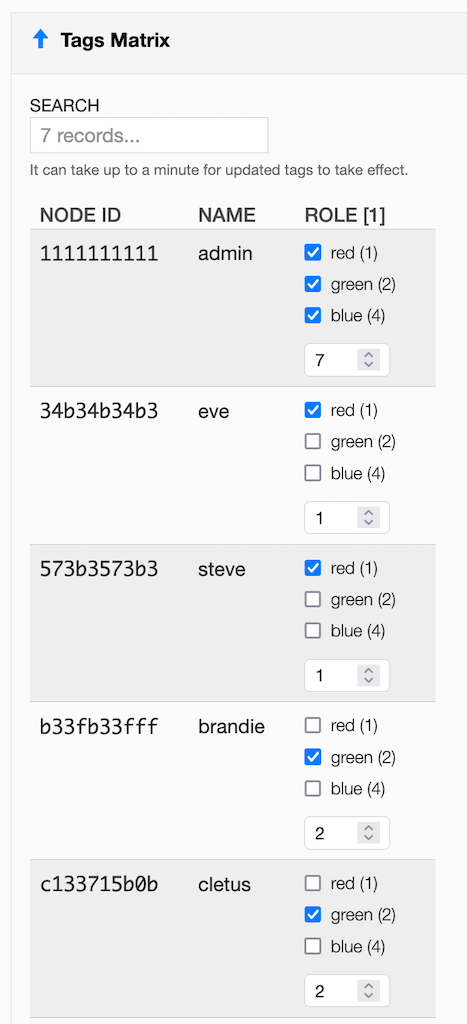 Tags Matrix
SEARCH
7 records...
It can take up to a minute for updated tags to take effect.
NODE ID NAME ROLE [1]
1111111111 admin red (1)
green (2)
blue (4)
7
34b34b34b3 eve red (1)
green (2)
blue (4)
1
573b3573b3 steve red (1)
green (2)
blue (4)
1
b33fb33fff brandie red (1)
green (2)
blue (4)
2
c133715b0b cletus red (1)
green (2)
blue (4)
2